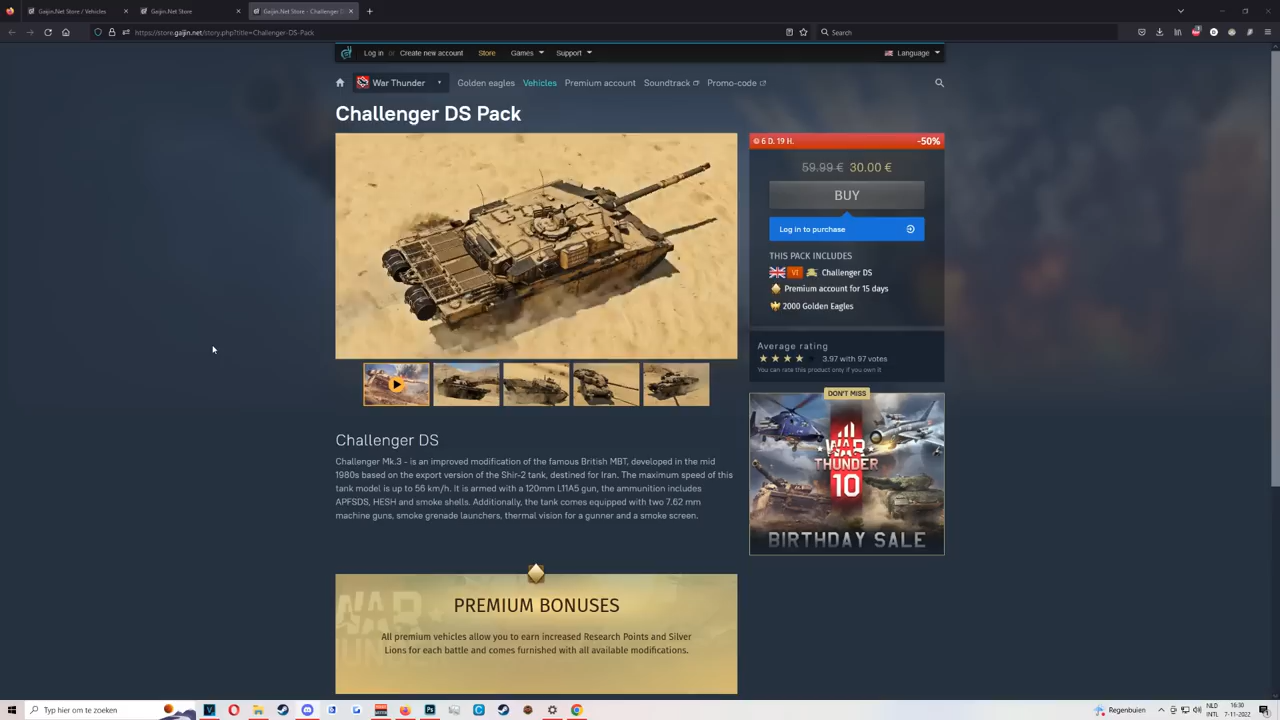 Gaijin.Net Store / Vehicles
Gaijin.Net Store
Gaijin.Net Store - Challenger D
https://store.gaijin.net/story.php?title=Challenger-DS-Pack
Search
Log in or Create new account
Store
Games
Support
Language
War Thunder
Golden eagles
Vehicles
Premium account
Soundtrack
Promo-code
Challenger DS Pack
6 D. 19 H.
-50%
59.99 € 30.00 €
BUY
Log in to purchase
THIS PACK INCLUDES
VI Challenger DS
Premium account for 15 days
2000 Golden Eagles
Average rating
3.97 with 97 votes
You can rate this product only if you own it
DON'T MISS
WAR
THUNDER
10
BIRTHDAY SALE
Challenger DS
Challenger Mk.3 - is an improved modification of the famous British MBT, developed in the mid
1980s based on the export version of the Shir-2 tank, destined for Iran. The maximum speed of this
tank model is up to 56 km/h. it is armed with a 120mm L11A5 gun, the ammunition includes
APFSDS, HESH and smoke shells. Additionally, the tank comes equipped with two 7.62 mm
machine guns, smoke grenade launchers, thermal vision for a gunner and a smoke screen.
PREMIUM BONUSES
All premium vehicles allow you to earn increased Research Points and Silver
Lions for each battle and comes furnished with all available modifications.
Typ hier om te zoeken
Regenbuien
NLD
INTL
16:30
7-11-2022